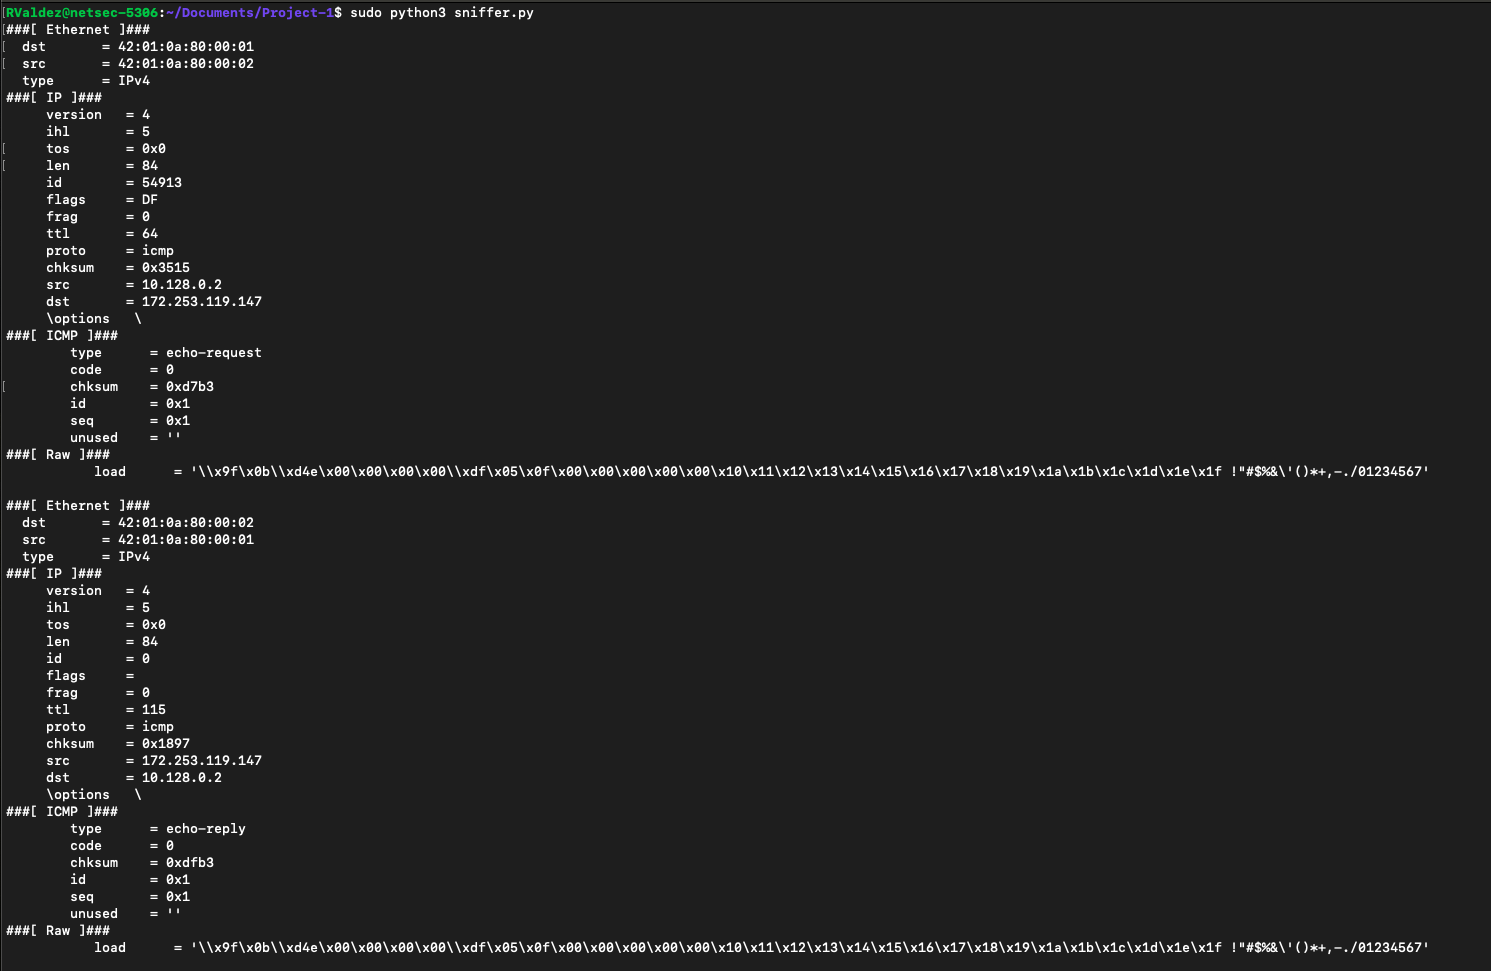 RValdez@netsec-5306:~/Documents/Project-1$ sudo python3 sniffer.py
###[ Ethernet ]###
  dst       = 42:01:0a:80:00:01
  src       = 42:01:0a:80:00:02
  type      = IPv4
###[ IP ]###
     version   = 4
     ihl       = 5
     tos       = 0x0
     len       = 84
     id        = 54913
     flags     = DF
     frag      = 0
     ttl       = 64
     proto     = icmp
     chksum    = 0x3515
     src       = 10.128.0.2
     dst       = 172.253.119.147
     \options   \
###[ ICMP ]###
        type      = echo-request
        code      = 0
        chksum    = 0xd7b3
        id        = 0x1
        seq       = 0x1
        unused    = ''
###[ Raw ]###
           load      = '\\x9f\x0b\\xd4e\x00\x00\x00\x00\\xdf\x05\x0f\x00\x00\x00\x00\x00\x10\x11\x12\x13\x14\x15\x16\x17\x18\x19\x1a\x1b\x1c\x1d\x1e\x1f !"#$%&\'()*+,-./01234567'

###[ Ethernet ]###
  dst       = 42:01:0a:80:00:02
  src       = 42:01:0a:80:00:01
  type      = IPv4
###[ IP ]###
     version   = 4
     ihl       = 5
     tos       = 0x0
     len       = 84
     id        = 0
     flags     =
     frag      = 0
     ttl       = 115
     proto     = icmp
     chksum    = 0x1897
     src       = 172.253.119.147
     dst       = 10.128.0.2
     \options   \
###[ ICMP ]###
        type      = echo-reply
        code      = 0
        chksum    = 0xdfb3
        id        = 0x1
        seq       = 0x1
        unused    = ''
###[ Raw ]###
           load      = '\\x9f\x0b\\xd4e\x00\x00\x00\x00\\xdf\x05\x0f\x00\x00\x00\x00\x00\x10\x11\x12\x13\x14\x15\x16\x17\x18\x19\x1a\x1b\x1c\x1d\x1e\x1f !"#$%&\'()*+,-./01234567'